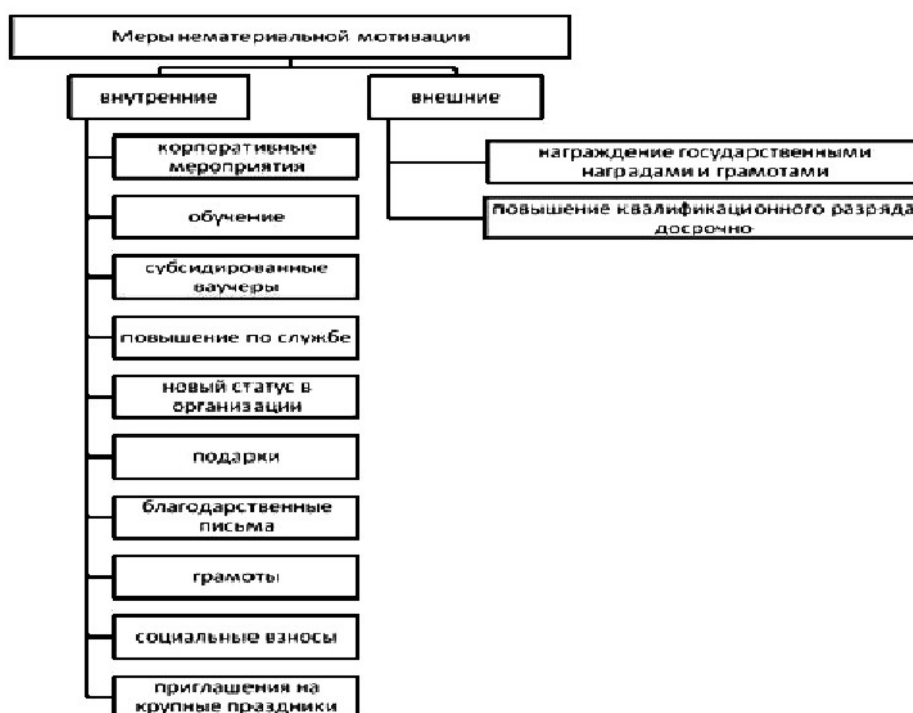 Меры нематериальной мотивации
внутренние
внешние
корпоративные
мероприятия
обучение
субсидированные
ваучеры
повышение по службе
новый статус в
организации
подарки
благодарственные
письма
грамоты
социальные взносы
приглашения на
крупные праздники
награждение государственными
наградами и грамотами
повышение квалификационного разряда
досрочно